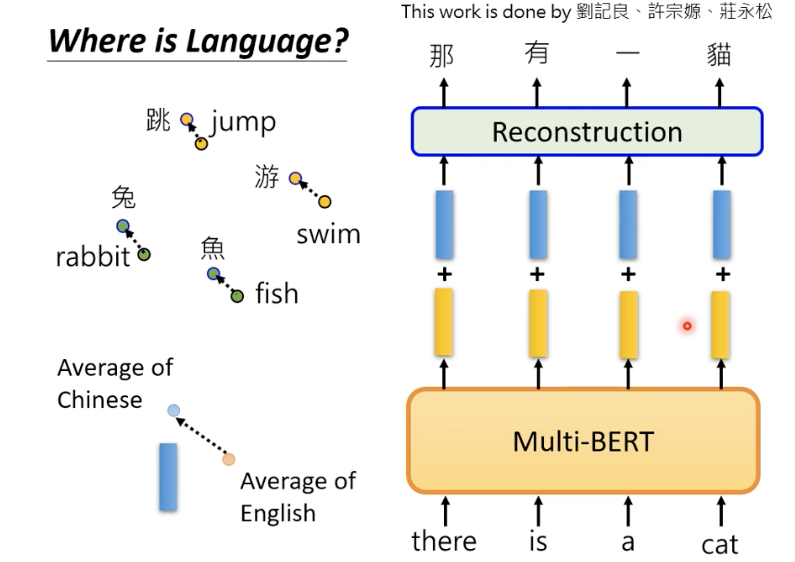 This work is done by 劉記良、許宗嫄、莊永松
Where is Language?
跳 jump
游
swim
兔
rabbit
魚
fish
Average of
Chinese
Average of
English
那 有 一 貓
Reconstruction
+ + + +
Multi-BERT
there is a cat